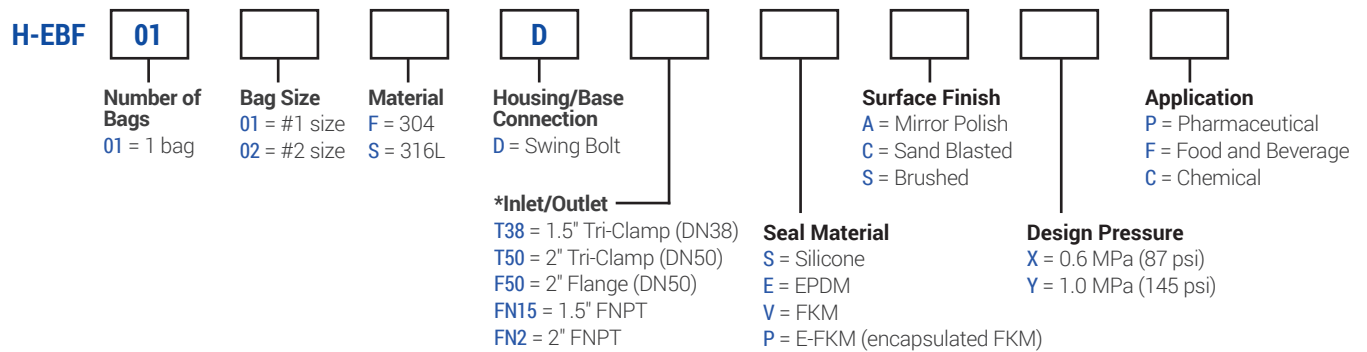 H-EBF 01 D
Number of
Bags
01 = 1 bag
Bag Size
01 = #1 size
02 = #2 size
Material
F = 304
S = 316L
Housing/Base
Connection
D = Swing Bolt
*Inlet/Outlet
T38 = 1.5" Tri-Clamp (DN38)
T50 = 2" Tri-Clamp (DN50)
F50 = 2" Flange (DN50)
FN15 = 1.5" FNPT
FN2 = 2" FNPT
Seal Material
S = Silicone
E = EPDM
V = FKM
P = E-FKM (encapsulated FKM)
Surface Finish
A = Mirror Polish
C = Sand Blasted
S = Brushed
Design Pressure
X = 0.6 MPa (87 psi)
Y = 1.0 MPa (145 psi)
Application
P = Pharmaceutical
F = Food and Beverage
C = Chemical